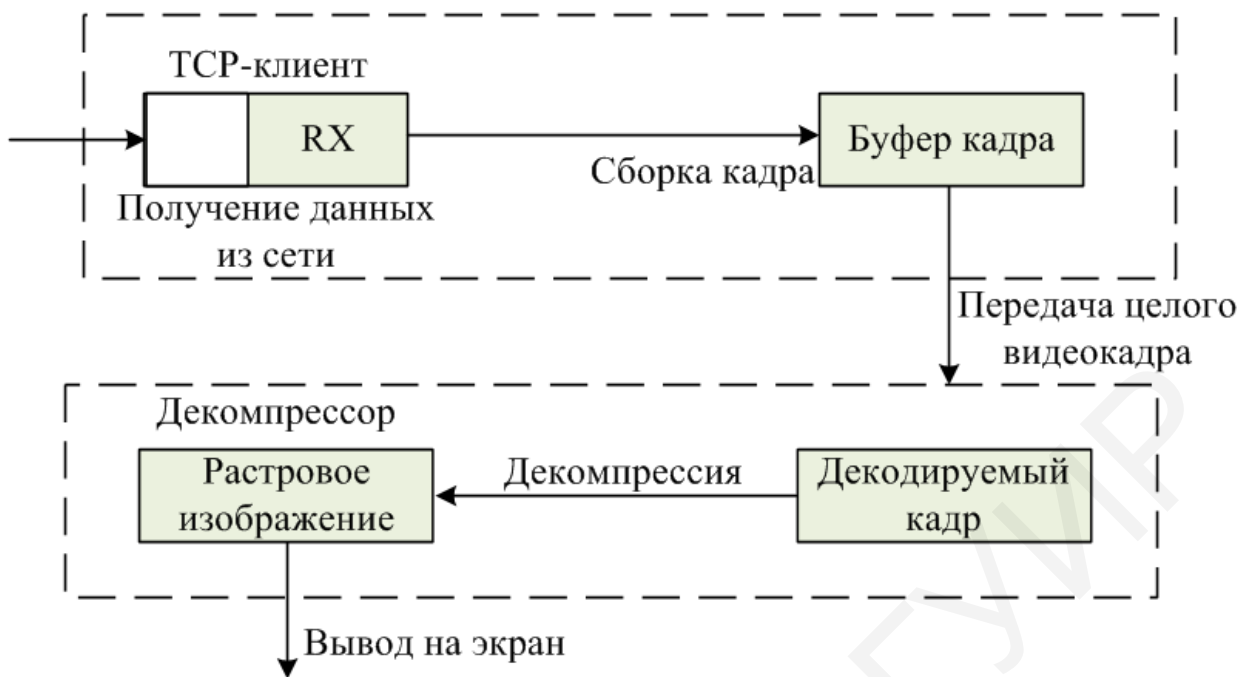 TCP-клиент
RX
Получение данных
из сети
Сборка кадра
Буфер кадра
Передача целого
видеокадра
Декомпрессор
Растровое
изображение
Декомпрессия
Декодируемый
кадр
Вывод на экран
ГУИР